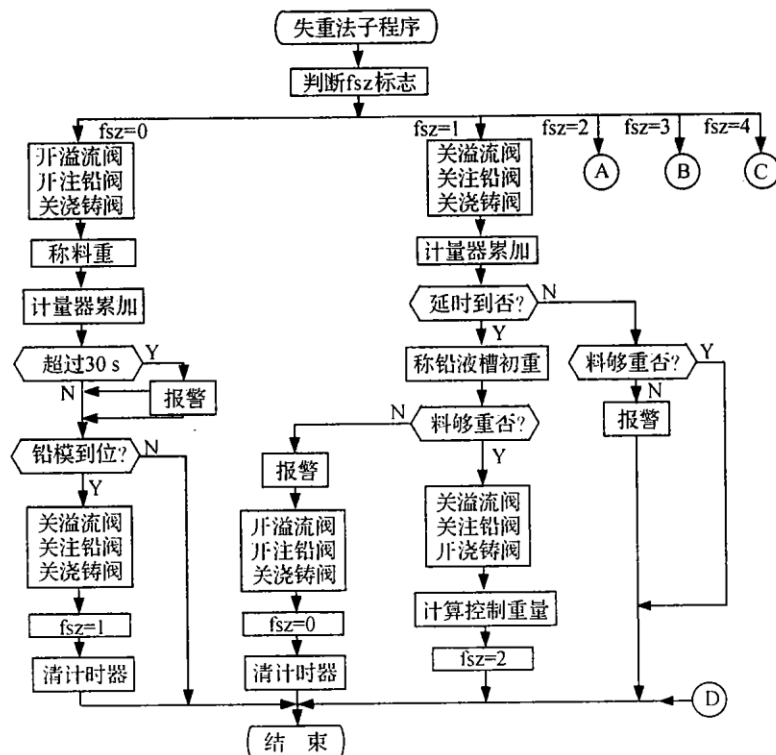 失重法子程序
判断fsz标志
fsz=0
fsz=1
fsz=2
fsz=3
fsz=4
开溢流阀
开注铅阀
关浇铸阀
称料重
计量器累加
超过30 s
Y
N
报警
铅模到位?
N
Y
关溢流阀
关注铅阀
关浇铸阀
fsz=1
清计时器
关溢流阀
关注铅阀
关浇铸阀
计量器累加
延时到否?
N
Y
称铅液槽初重
料够重否?
N
Y
报警
开溢流阀
开注铅阀
关浇铸阀
fsz=0
清计时器
关溢流阀
关注铅阀
开浇铸阀
计算控制重量
fsz=2
料够重否?
Y
N
报警
A
B
C
D
结 束